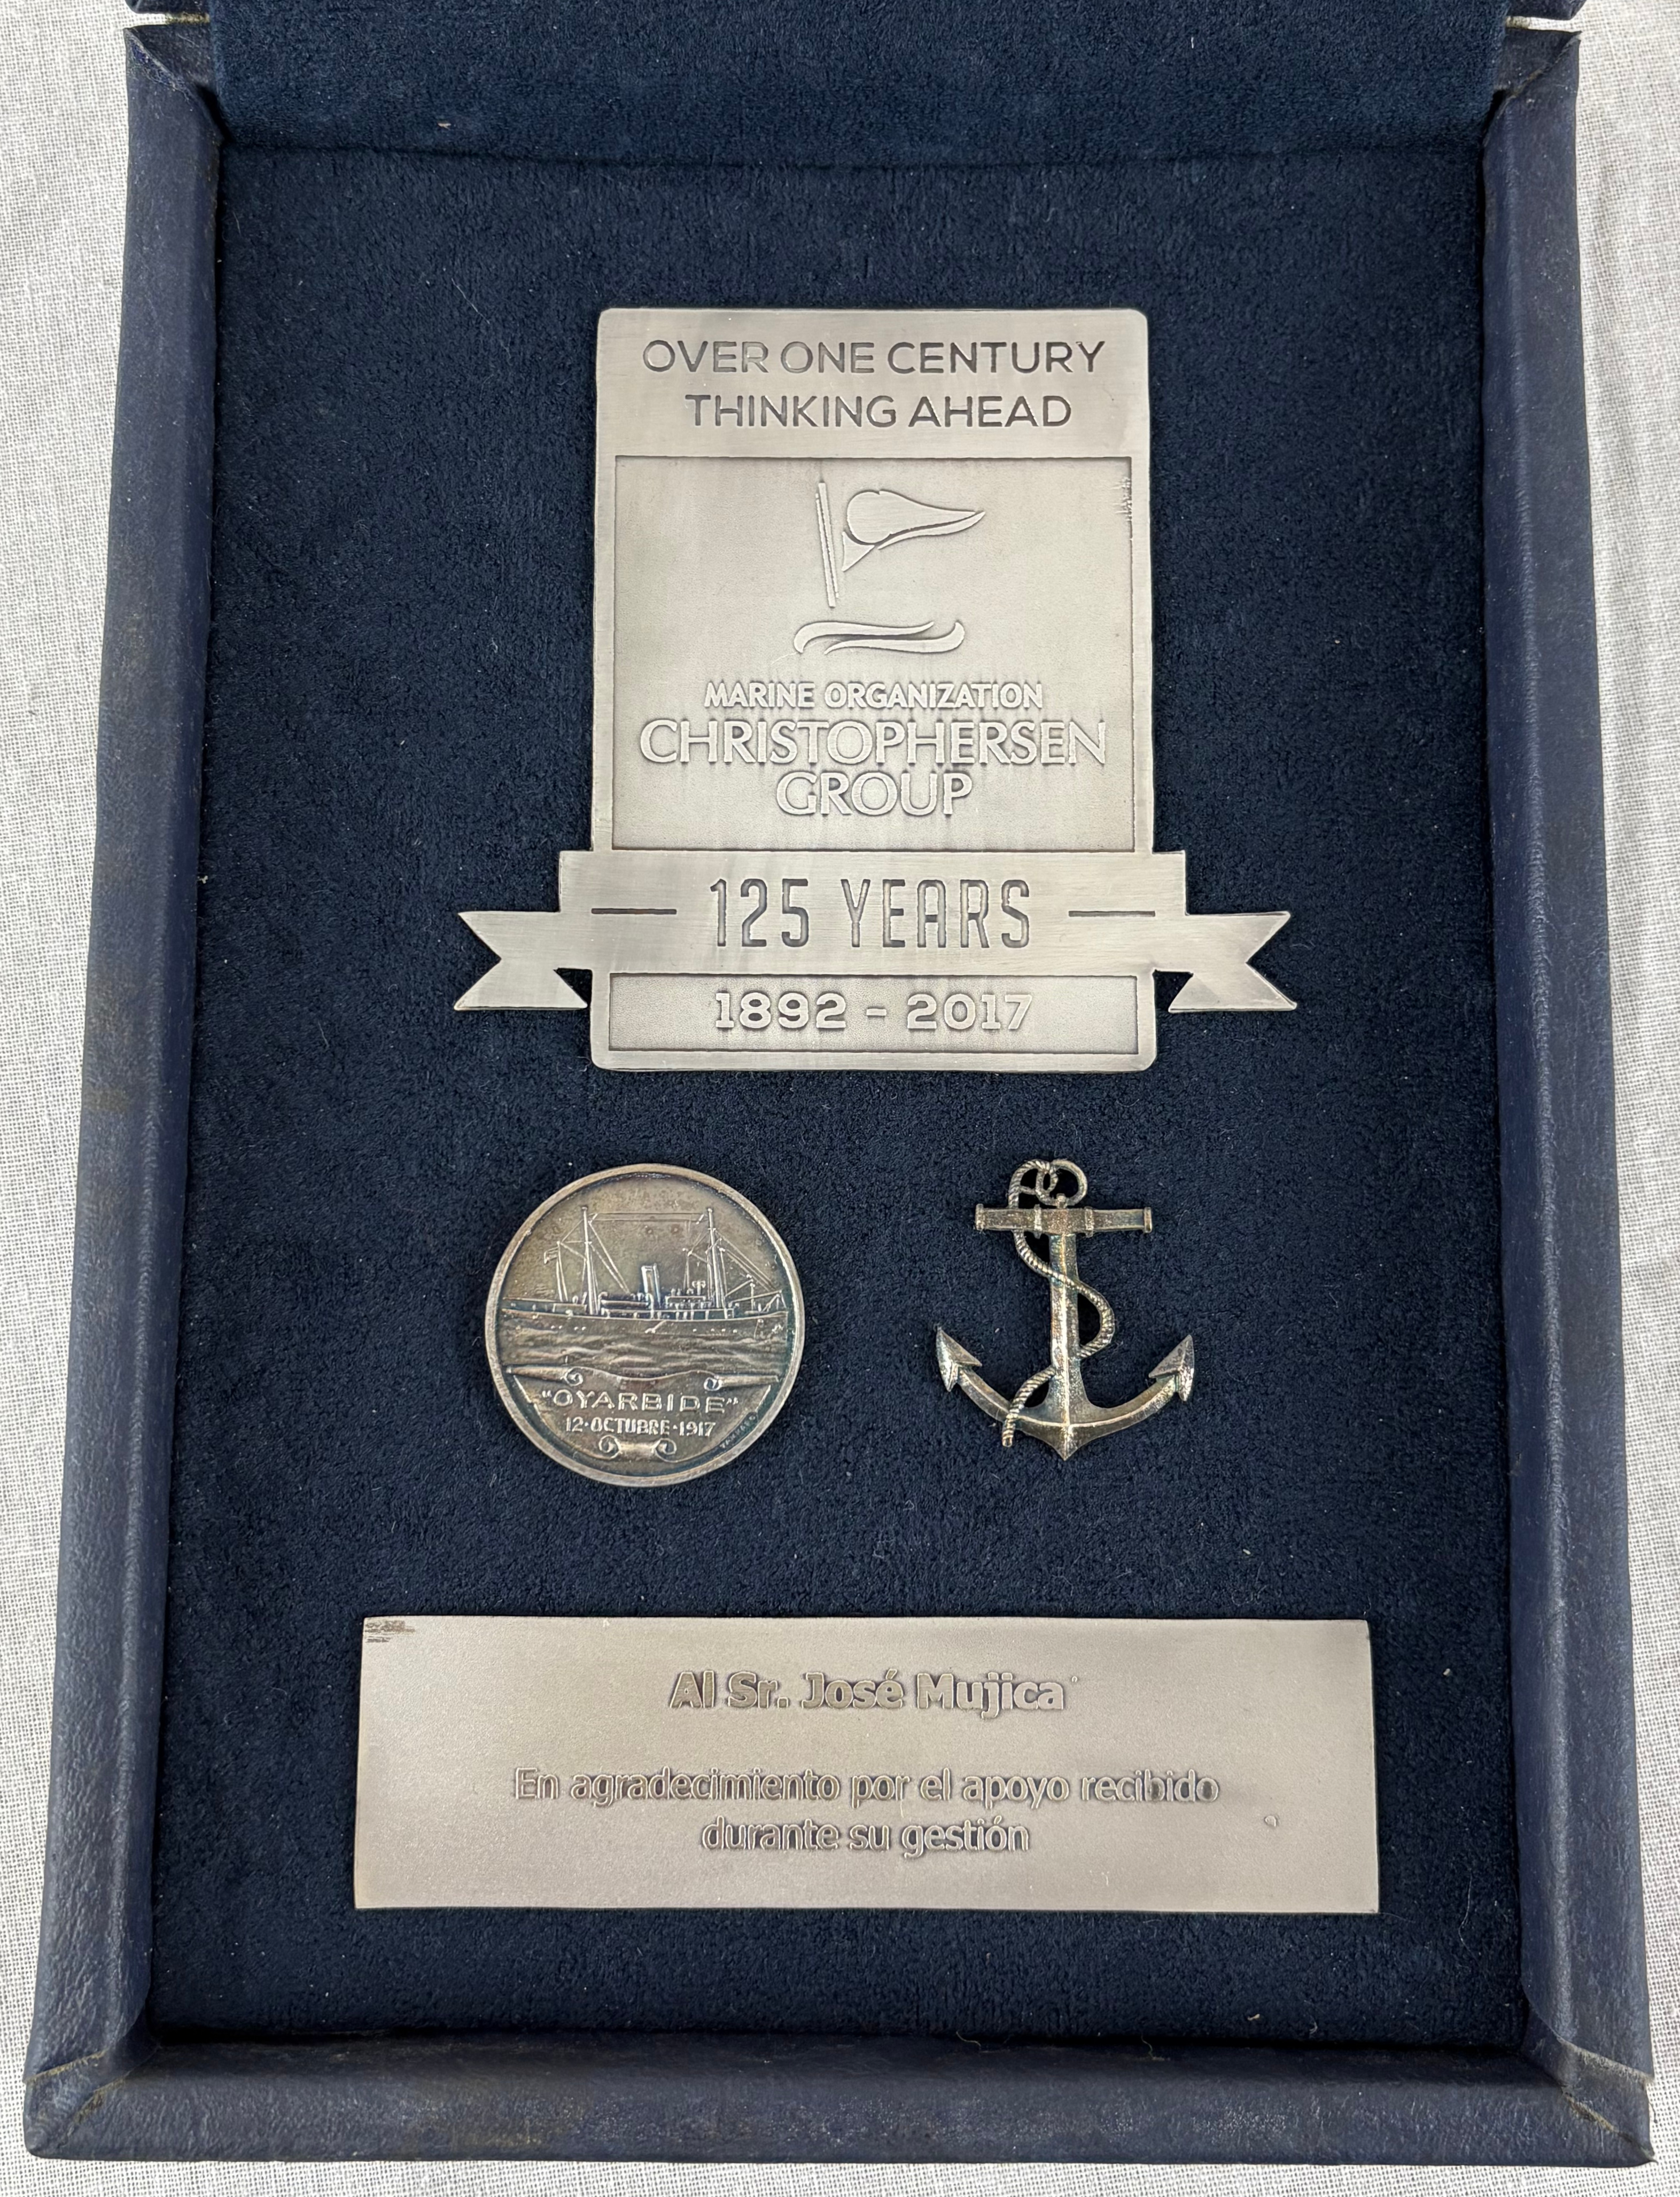 OVER ONE CENTURY
THINKING AHEAD
MARINE ORGANIZATION
CHRISTOPHERSEN
GROUP
125 YEARS
1892 - 2017
"OYARBIDE"
12·OCTUBRE·1917
Al Sr. José Mujica
En agradecimiento por el apoyo recibido
durante su gestión